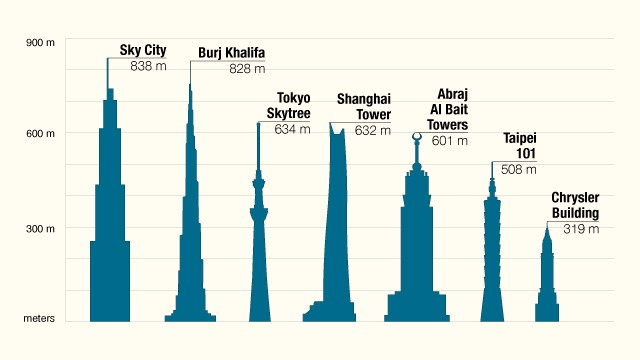 900 m
600 m
300 m
meters
Sky City
838 m
Burj Khalifa
828 m
Tokyo
Skytree
634 m
Shanghai
Tower
632 m
Abraj
Al Bait
Towers
601 m
Taipei
101
508 m
Chrysler
Building
319 m